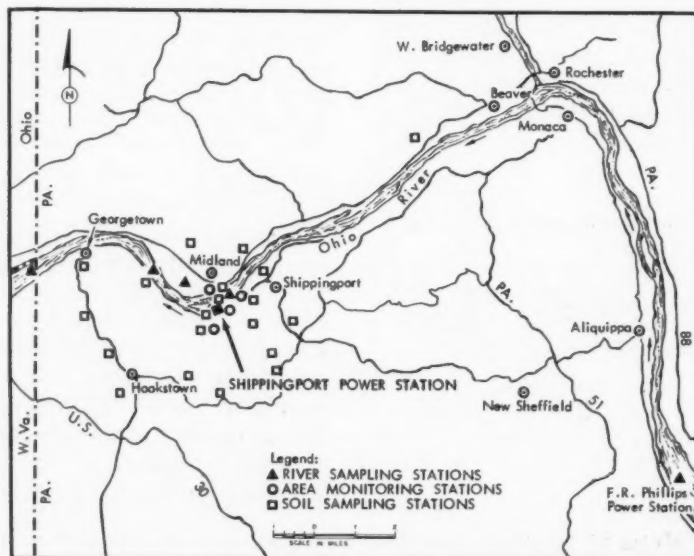 W. Bridgewater
Rochester
Beaver
Monaca
N
Ohio
PA.
PA.
Georgetown
Ohio River
Midland
Shippingport
PA.
Aliquippa
88
SHIPPINGPORT POWER STATION
Hookstown
New Sheffield
51
W. Va.
PA.
U.S.
30
Legend:
RIVER SAMPLING STATIONS
AREA MONITORING STATIONS
SOIL SAMPLING STATIONS
F.R. Phillips
Power Station
0
2
SCALE IN MILES